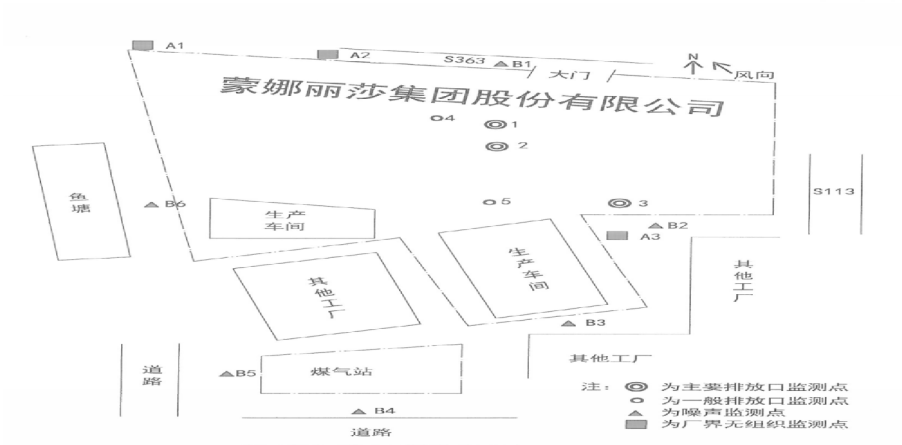 A1
A2
S363
B1
大门
N
风向
蒙娜丽莎集团股份有限公司
4
1
2
鱼塘
B6
生产车间
5
3
S113
B2
A3
生产车间
其他工厂
其他工厂
B3
其他工厂
道路
B5
煤气站
B4
道路
注：
为主要排放口监测点
为一般排放口监测点
为噪声监测点
为厂界无组织监测点